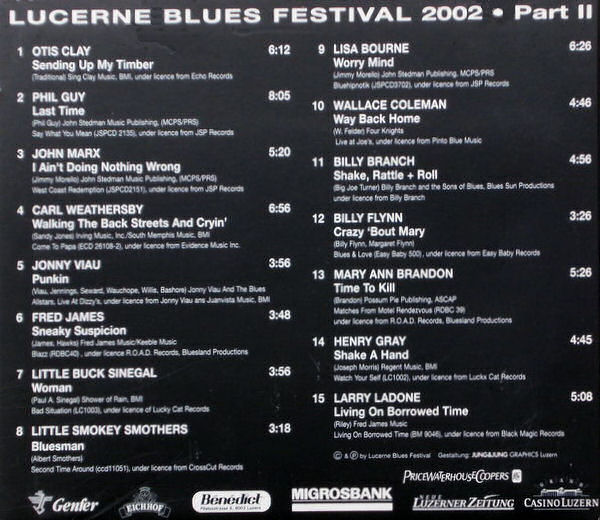 LUCERNE BLUES FESTIVAL 2002 • Part II
1 OTIS CLAY 6:12
Sending Up My Timber
(Traditional) Sing Clay Music, BMI, under licence from Echo Records
2 PHIL GUY 8:05
Last Time
(Phil Guy) John Stedman Music Publishing, (MCPS/PRS)
Say What You Mean (JSPCD 2135), under licence from JSP Records
3 JOHN MARX 5:20
I Ain't Doing Nothing Wrong
(Jimmy Morello) John Stedman Music Publishing, (MCPS/PRS)
West Coast Redemption (JSPCD2151), under licence from JSP Records
4 CARL WEATHERSBY 6:56
Walking The Back Streets And Cryin'
(Sandy Jones) Irving Music, Inc./South Memphis Music, BMI
Come To Papa (ECD 26108-2), under licence from Evidence Music Inc.
5 JONNY VIAU 3:56
Punkin
(Viau, Jennings, Seward, Wauchope, Willis, Bashore) Jonny Viau And The Blues
Allstars, Live At Dizzy's, under licence from Jonny Viau ans Juanvista Music, BMI
6 FRED JAMES 3:48
Sneaky Suspicion
(James, Hawks) Fred James Music/Keeble Music
Blazz (RDBC40) , under licence R.O.A.D. Records, Bluesland Productions
7 LITTLE BUCK SINEGAL 3:56
Woman
(Paul A. Sinegal) Shower of Rain, BMI
Bad Situation (LC1003), under licence of Lucky Cat Records
8 LITTLE SMOKEY SMOTHERS 3:18
Bluesman
(Albert Smothers)
Second Time Around (ccd11051), under licence from CrossCut Records
9 LISA BOURNE 6:26
Worry Mind
(Jimmy Morello) John Stedman Music, MCPS/PRS
Bluehipnotik (JSPCD3702), under licence from JSP Records
10 WALLACE COLEMAN 4:46
Way Back Home
(W. Felder) Four Knights
Live at Joe's, under licence from Pinto Blue Music
11 BILLY BRANCH 4:56
Shake, Rattle + Roll
(Big Joe Turner) Billy Branch and the Sons of Blues, Blues Sun Productions
under licence from Billy Branch
12 BILLY FLYNN 3:26
Crazy 'Bout Mary
(Billy Flynn, Margaret Flynn)
Blues & Love (Easy Baby 500) , under licence from Easy Baby Records
13 MARY ANN BRANDON 5:26
Time To Kill
(Brandon) Possum Pie Publishing, ASCAP
Matches From Motel Rendezvous (RDBC 39)
under licence from R.O.A.D. Records, Bluesland Productions
14 HENRY GRAY 4:45
Shake A Hand
(Joseph Morris) Regent Music, BMI
Watch Your Self (LC1002), under licence from Luckx Cat Records
15 LARRY LADONE 5:08
Living On Borrowed Time
(Riley) Fred James Music
Living On Borrowed Time (BM 9046), under licence from Black Magic Records
© & ℗ by Lucerne Blues Festival Gestaltung: JUNG&JUNG GRAPHICS Luzern
PRICEWATERHOUSECOOPERS
Genfer
EICHHOF
Benedict
MIGROSBANK
NEUE
LUZERNER ZEITUNG
GRAND
CASINO LUZERN